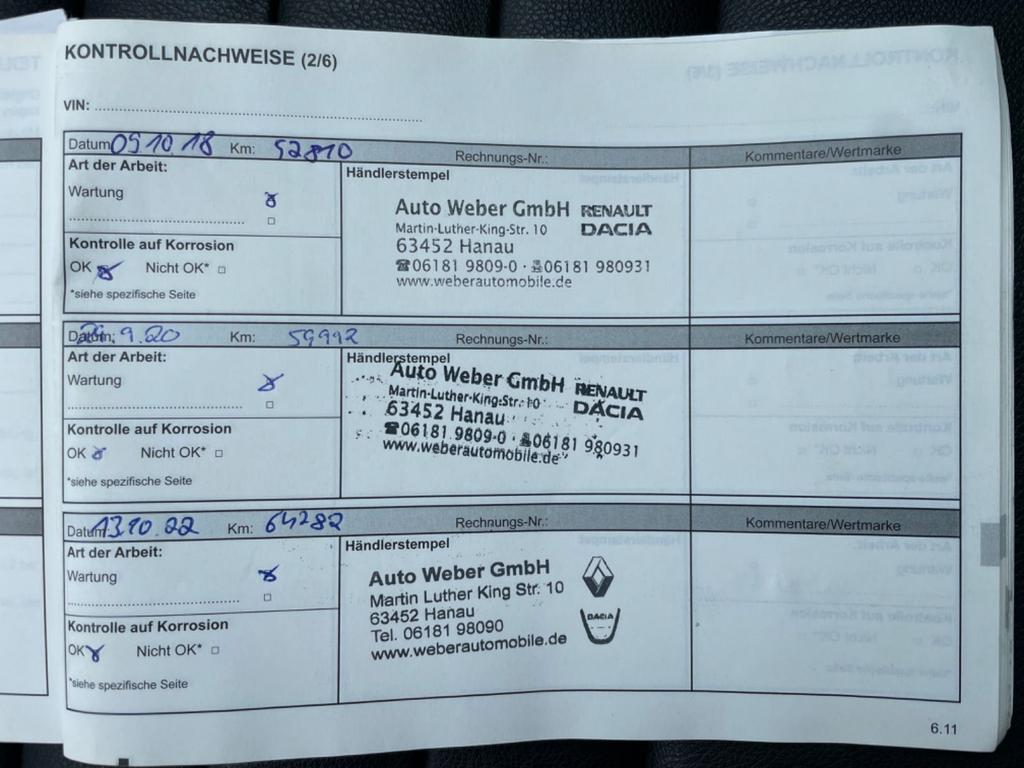 KONTROLLNACHWEISE (2/6)
VIN: ........................................................
Datum 09.10.18 Km: 52810 Rechnungs-Nr.: Kommentare/Wertmarke
Art der Arbeit: Händlerstempel
Wartung
Auto Weber GmbH RENAULT
Martin-Luther-King-Str. 10 DACIA
63452 Hanau
Kontrolle auf Korrosion
OK Nicht OK*
☎06181 9809-0 · 06181 980931
www.weberautomobile.de
*siehe spezifische Seite
Datum: 9.20 Km: 59992 Rechnungs-Nr.: Kommentare/Wertmarke
Art der Arbeit: Händlerstempel
Wartung
Auto Weber GmbH RENAULT
Martin-Luther-King-Str. 10 DACIA
63452 Hanau
Kontrolle auf Korrosion
OK Nicht OK*
☎06181 9809-0 · 06181 980931
www.weberautomobile.de
*siehe spezifische Seite
Datum 13.10.22 Km: 64282 Rechnungs-Nr.: Kommentare/Wertmarke
Art der Arbeit: Händlerstempel
Wartung
Auto Weber GmbH
Martin Luther King Str. 10
63452 Hanau
Tel. 06181 98090
www.weberautomobile.de
DACIA
Kontrolle auf Korrosion
OK Nicht OK*
*siehe spezifische Seite
6.11